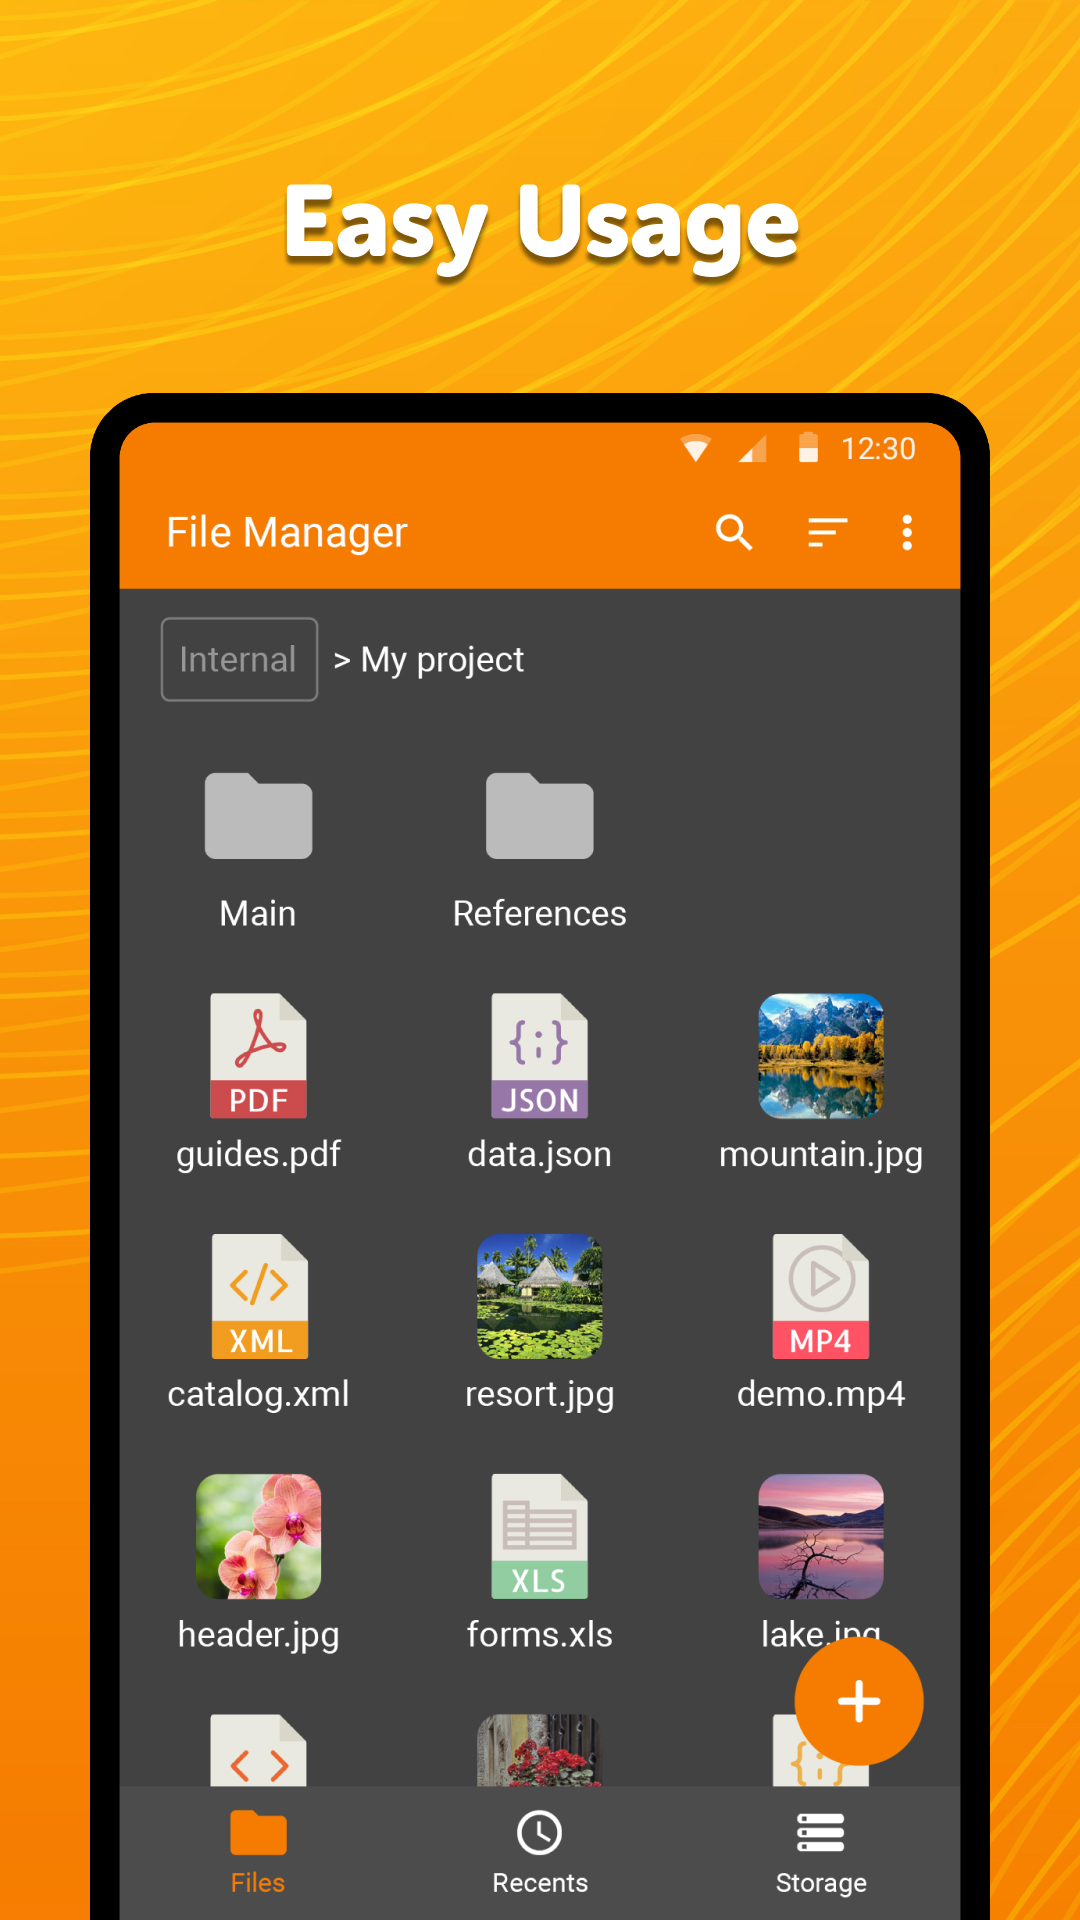 Easy Usage
12:30
File Manager
Internal > My project
Main References
PDF JSON
guides.pdf data.json mountain.jpg
XML MP4
catalog.xml resort.jpg demo.mp4
XLS
header.jpg forms.xls lake.jpg
Files Recents Storage